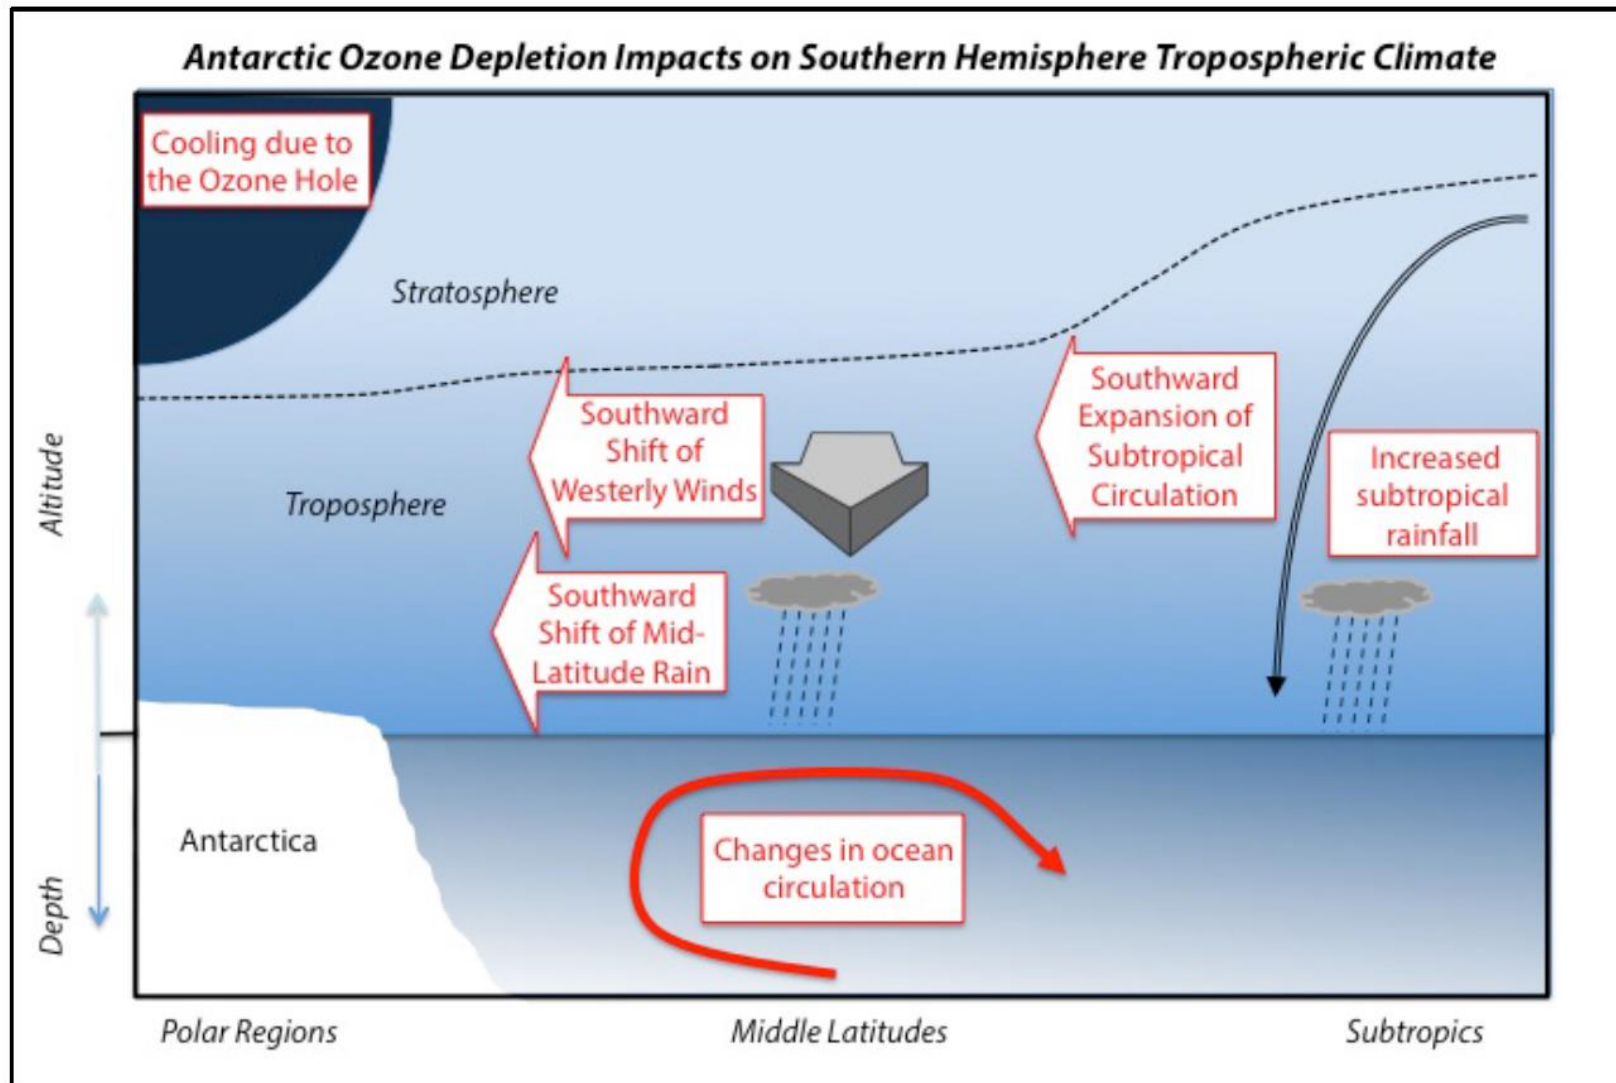 Antarctic Ozone Depletion Impacts on Southern Hemisphere Tropospheric Climate
Cooling due to
the Ozone Hole
Stratosphere
Southward
Shift of
Westerly Winds
Southward
Expansion of
Subtropical
Circulation
Increased
subtropical
rainfall
Troposphere
Southward
Shift of Mid-
Latitude Rain
Altitude
Antarctica
Changes in ocean
circulation
Depth
Polar Regions
Middle Latitudes
Subtropics